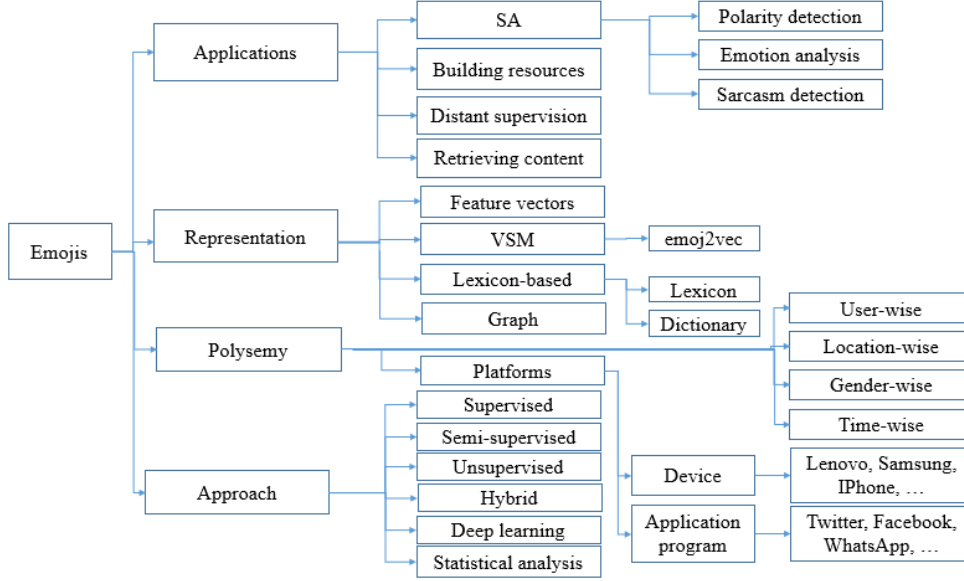 Emojis
Applications
SA
Polarity detection
Emotion analysis
Sarcasm detection
Building resources
Distant supervision
Retrieving content
Representation
Feature vectors
VSM
emoj2vec
Lexicon-based
Lexicon
Dictionary
Graph
Polysemy
User-wise
Location-wise
Gender-wise
Time-wise
Platforms
Device
Lenovo, Samsung,
IPhone, …
Application
program
Twitter, Facebook,
WhatsApp, …
Approach
Supervised
Semi-supervised
Unsupervised
Hybrid
Deep learning
Statistical analysis